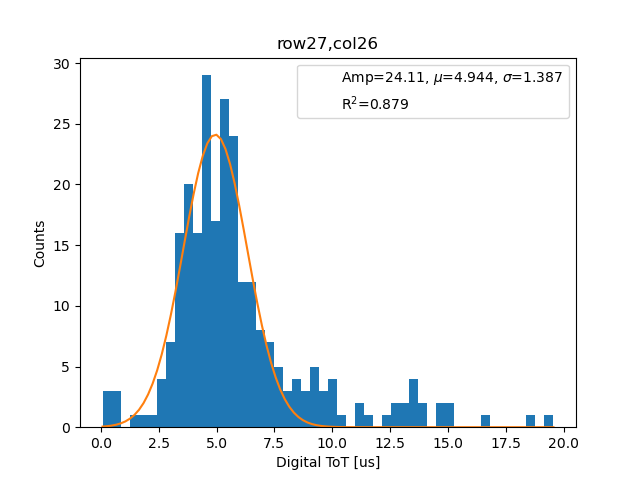 row27,col26
Amp=24.11, μ=4.944, σ=1.387
R²=0.879
30
25
20
15
10
5
0
Counts
0.0 2.5 5.0 7.5 10.0 12.5 15.0 17.5 20.0
Digital ToT [us]